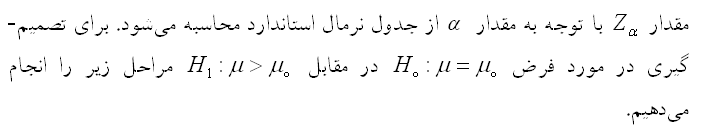 مقدار Z_α با توجه به مقدار α از جدول نرمال استاندارد محاسبه می‌شود. برای تصمیم-
گیری در مورد فرض H₀ : μ = μ₀ در مقابل H₁ : μ > μ₀ مراحل زیر را انجام
می‌دهیم.